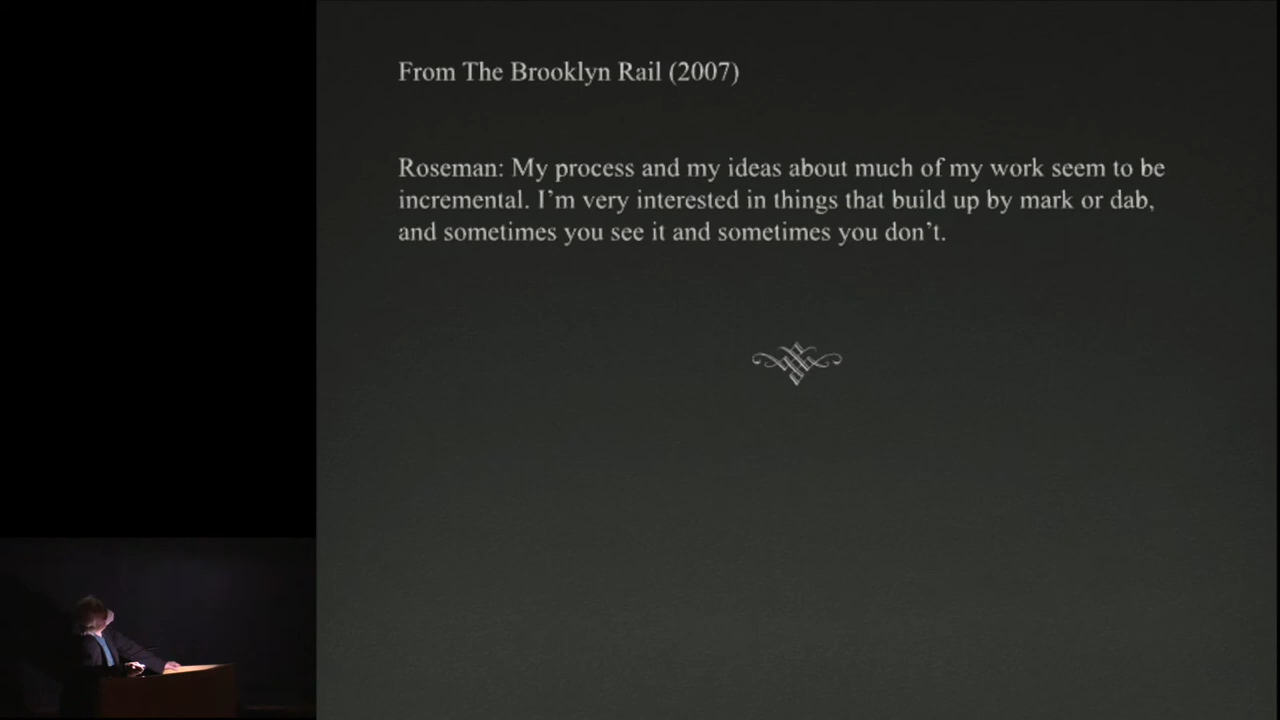 From The Brooklyn Rail (2007)
Roseman: My process and my ideas about much of my work seem to be
incremental. I’m very interested in things that build up by mark or dab,
and sometimes you see it and sometimes you don’t.